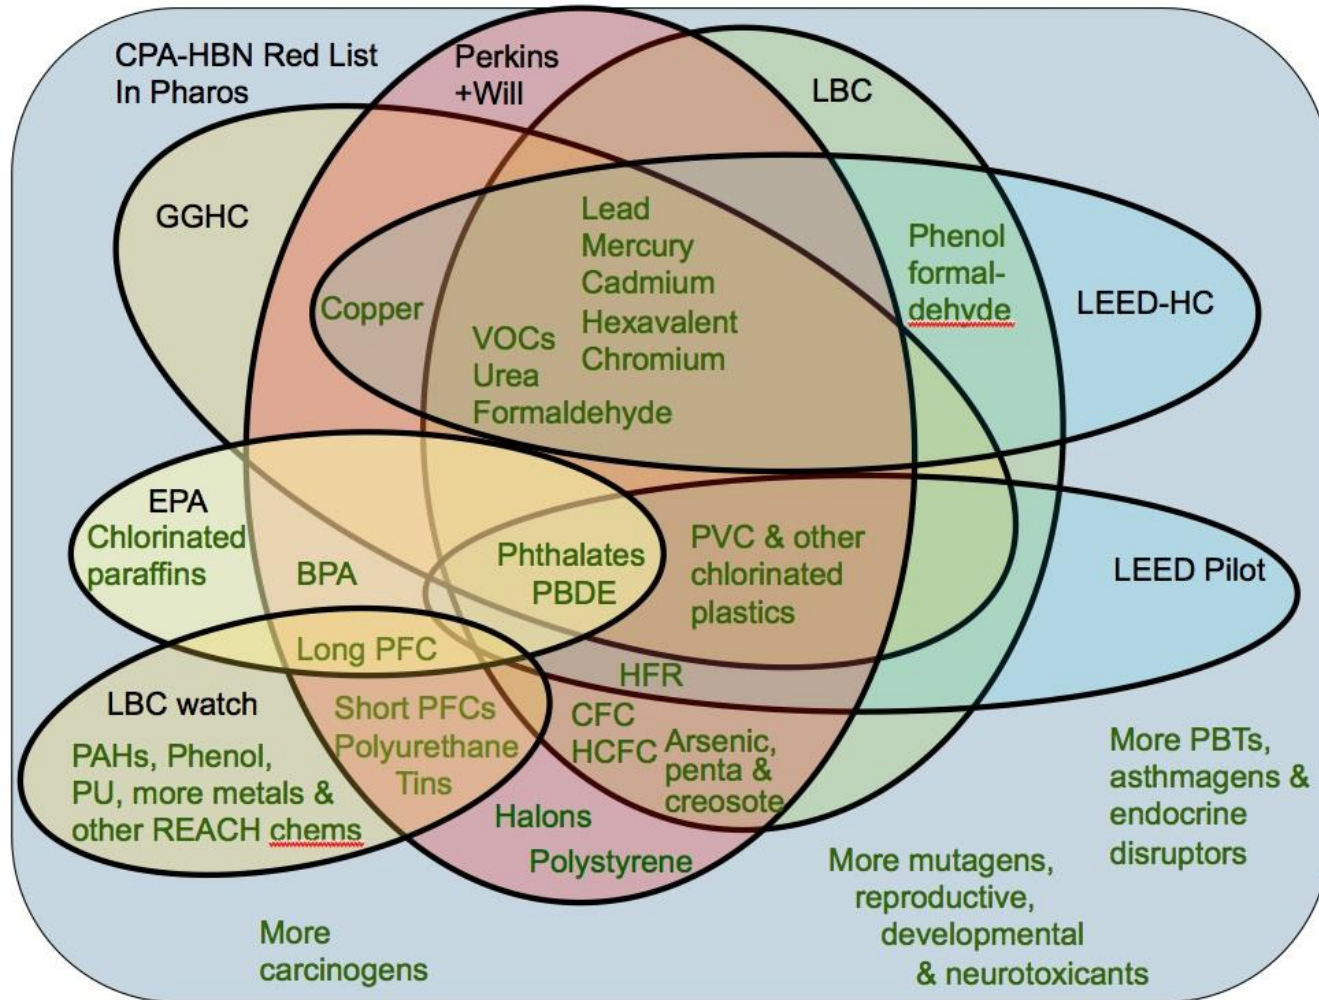 CPA-HBN Red List
In Pharos
Perkins
+Will
LBC
GGHC
Lead
Mercury
Cadmium
Hexavalent
Chromium
Phenol
formal-
dehyde
LEED-HC
Copper
VOCs
Urea
Formaldehyde
EPA
Chlorinated
paraffins
BPA
Phthalates
PBDE
PVC & other
chlorinated
plastics
LEED Pilot
Long PFC
HFR
LBC watch
Short PFCs
Polyurethane
Tins
CFC
HCFC
Arsenic,
penta &
creosote
PAHs, Phenol,
PU, more metals &
other REACH chems
Halons
Polystyrene
More PBTs,
asthmagens &
endocrine
disruptors
More mutagens,
reproductive,
developmental
& neurotoxicants
More
carcinogens